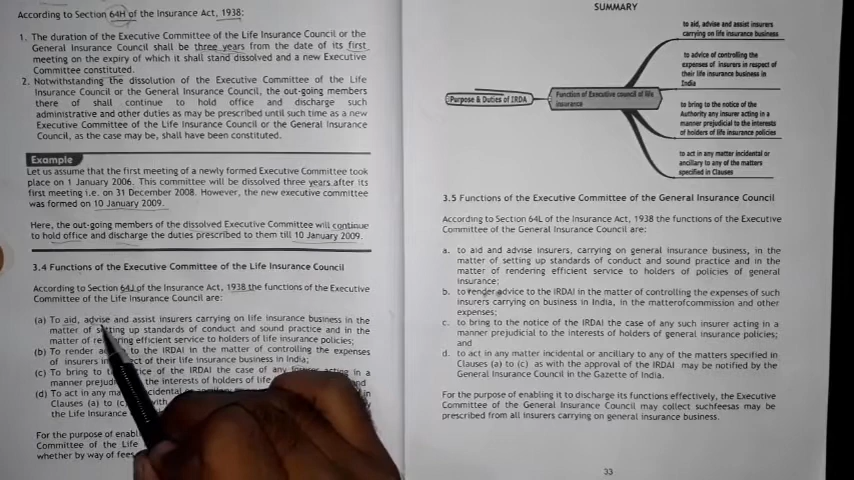 According to Section 64H of the Insurance Act, 1938:
1. The duration of the Executive Committee of the Life Insurance Council or the
General Insurance Council shall be three years from the date of its first
meeting on the expiry of which it shall stand dissolved and a new Executive
Committee constituted.
2. Notwithstanding the dissolution of the Executive Committee of the Life
Insurance Council or the General Insurance Council, the out-going members
there of shall continue to hold office and discharge such
administrative and other duties as may be prescribed until such time as a new
Executive Committee of the Life Insurance Council or the General Insurance
Council, as the case may be, shall have been constituted.
Example
Let us assume that the first meeting of a newly formed Executive Committee took
place on 1 January 2006. This committee will be dissolved three years after its
first meeting i.e. on 31 December 2008. However, the new executive committee
was formed on 10 January 2009.
Here, the out-going members of the dissolved Executive Committee will continue
to hold office and discharge the duties prescribed to them till 10 January 2009.
3.4 Functions of the Executive Committee of the Life Insurance Council
According to Section 64J of the Insurance Act, 1938 the functions of the Executive
Committee of the Life Insurance Council are:
(a) To aid, advise and assist insurers carrying on life insurance business in the
matter of setting up standards of conduct and sound practice and in the
matter of rendering efficient service to holders of life insurance policies;
(b) To render to the IRDAI in the matter of controlling the expenses
of insurers in of their life insurance business in India;
(c) To bring to of the IRDAI the case of any acting in a
manner the interests of holders of life and
(d) To act in any
Clauses (a) to (c with
the Life Insurance
For the purpose of
Committee of the Life
whether by way of fees
SUMMARY
Purpose & Duties of IRDA
Function of Executive council of life
insurance
to aid, advise and assist insurers
carrying on life insurance business
to advice of controlling the
expenses of insurers in respect of
their life insurance business in
India
to bring to the notice of the
Authority any insurer acting in a
manner prejudicial to the interests
of holders of life insurance policies
to act in any matter incidental or
ancillary to any of the matters
specified in Clauses
3.5 Functions of the Executive Committee of the General Insurance Council
According to Section 64L of the Insurance Act, 1938 the functions of the Executive
Committee of the General Insurance Council are:
a. to aid and advise insurers, carrying on general insurance business, in the
matter of setting up standards of conduct and sound practice and in the
matter of rendering efficient service to holders of policies of general
insurance;
b. to render advice to the IRDAI in the matter of controlling the expenses of such
insurers carrying on business in India, in the matterofcommission and other
expenses;
c. to bring to the notice of the IRDAI the case of any such insurer acting in a
manner prejudicial to the interests of holders of general insurance policies;
and
d. to act in any matter incidental or ancillary to any of the matters specified in
Clauses (a) to (c) as with the approval of the IRDAI may be notified by the
General Insurance Council in the Gazette of India.
For the purpose of enabling it to discharge its functions effectively, the Executive
Committee of the General Insurance Council may collect suchfeesas may be
prescribed from all insurers carrying on general insurance business.
33